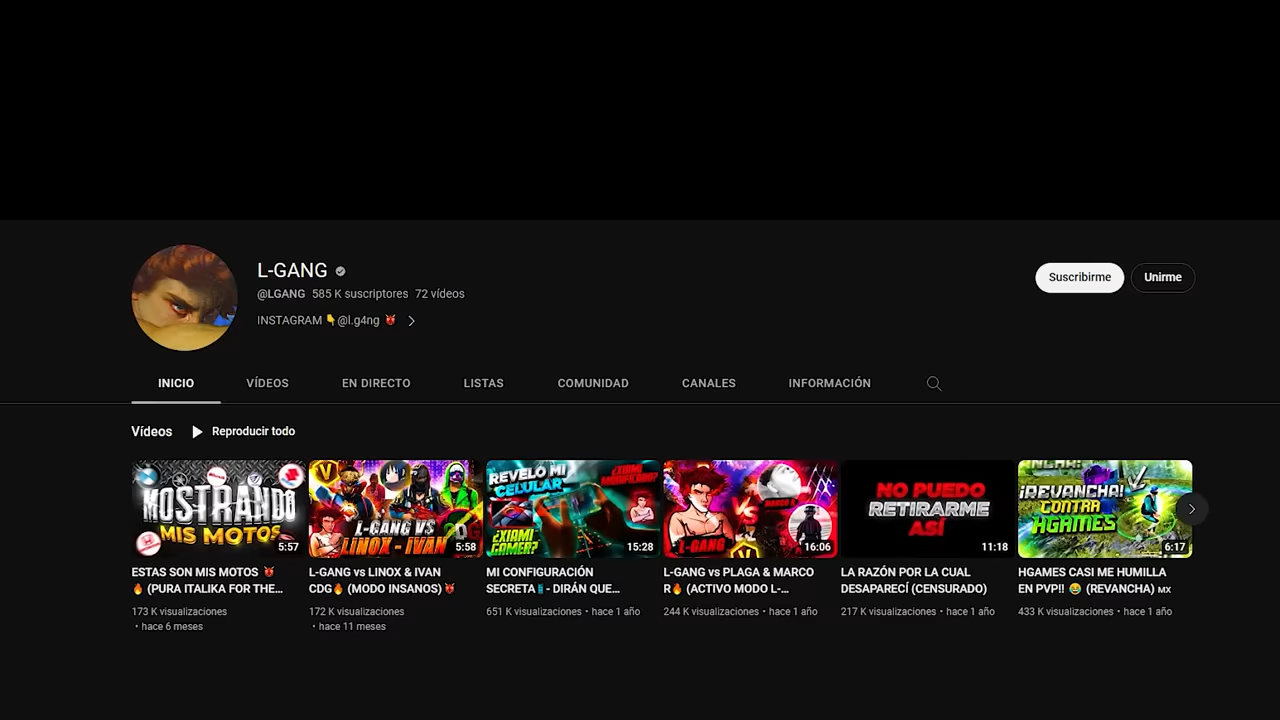 L-GANG
@LGANG 585 K suscriptores 72 vídeos
INSTAGRAM 👇@l.g4ng 👹
Suscribirme
Unirme
INICIO
VÍDEOS
EN DIRECTO
LISTAS
COMUNIDAD
CANALES
INFORMACIÓN
Vídeos
Reproducir todo
MOSTRANDO
MIS MOTOS
5:57
L-GANG VS
LINOX - IVAN
5:58
REVELÓ MI
CELULAR
¿XIAMI
GOMER?
15:28
VS
L-GANG
16:06
NO PUEDO
RETIRARME
ASÍ
11:18
¡REVANCHA!
CONTRA
HGAMES
6:17
ESTAS SON MIS MOTOS 👹
🔥 (PURA ITALIKA FOR THE...
173 K visualizaciones
• hace 6 meses
L-GANG vs LINOX & IVAN
CDG🔥 (MODO INSANOS)👹
172 K visualizaciones
• hace 11 meses
MI CONFIGURACIÓN
SECRETA📱- DIRÁN QUE...
651 K visualizaciones • hace 1 año
L-GANG vs PLAGA & MARCO
R🔥 (ACTIVO MODO L-...
244 K visualizaciones • hace 1 año
LA RAZÓN POR LA CUAL
DESAPARECÍ (CENSURADO)
217 K visualizaciones • hace 1 año
HGAMES CASI ME HUMILLA
EN PVP!! 😂 (REVANCHA) MX
433 K visualizaciones • hace 1 año